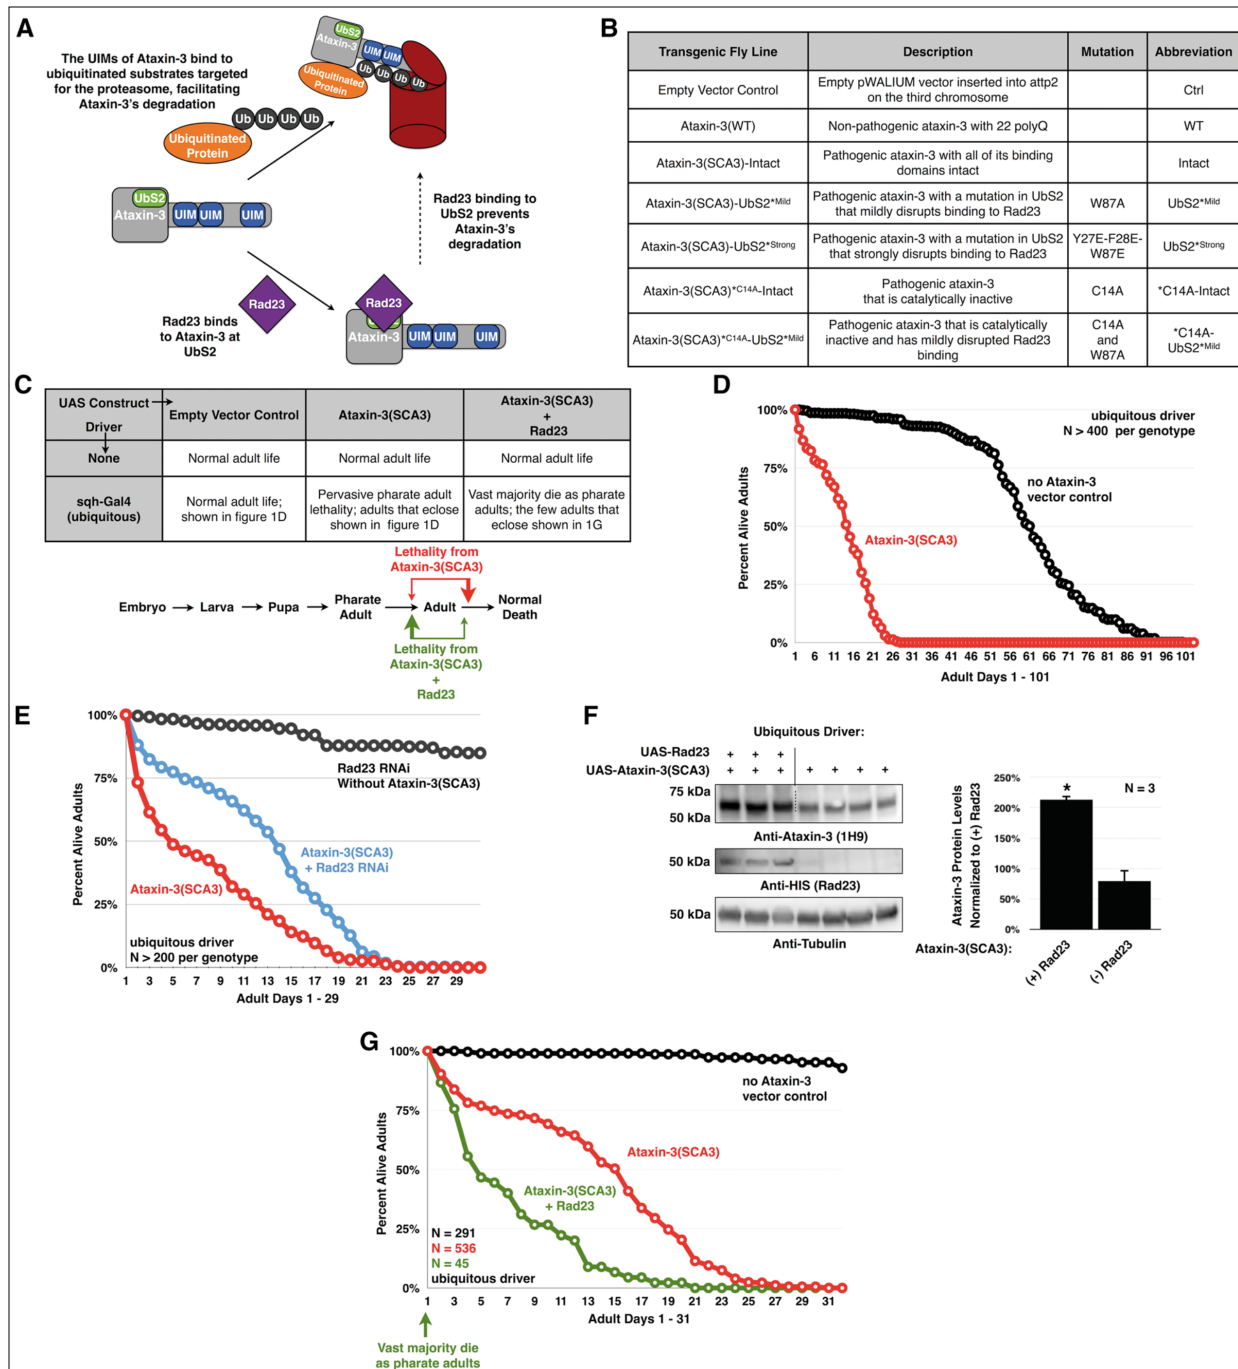 A
The UIMs of Ataxin-3 bind to
ubiquitinated substrates targeted
for the proteasome, facilitating
Ataxin-3's degradation
UbS2
Ataxin-3
UIM UIM
Ub Ub Ub Ub
Ubiquitinated
Protein
Ub Ub Ub Ub
Ubiquitinated
Protein
UbS2
Ataxin-3
UIM UIM UIM
Rad23 binding to
UbS2 prevents
Ataxin-3's
degradation
Rad23
Rad23 binds
to Ataxin-3 at
UbS2
Rad23
Ataxin-3
UIM UIM UIM
B
Transgenic Fly Line Description Mutation Abbreviation
Empty Vector Control Empty pWALIUM vector inserted into attp2 on the third chromosome Ctrl
Ataxin-3(WT) Non-pathogenic ataxin-3 with 22 polyQ WT
Ataxin-3(SCA3)-Intact Pathogenic ataxin-3 with all of its binding domains intact Intact
Ataxin-3(SCA3)-UbS2*Mild Pathogenic ataxin-3 with a mutation in UbS2 that mildly disrupts binding to Rad23 W87A UbS2*Mild
Ataxin-3(SCA3)-UbS2*Strong Pathogenic ataxin-3 with a mutation in UbS2 that strongly disrupts binding to Rad23 Y27E-F28E-W87E UbS2*Strong
Ataxin-3(SCA3)*C14A-Intact Pathogenic ataxin-3 that is catalytically inactive C14A *C14A-Intact
Ataxin-3(SCA3)*C14A-UbS2*Mild Pathogenic ataxin-3 that is catalytically inactive and has mildly disrupted Rad23 binding C14A and W87A *C14A-UbS2*Mild
C
UAS Construct
Driver
Empty Vector Control Ataxin-3(SCA3) Ataxin-3(SCA3) + Rad23
None Normal adult life Normal adult life Normal adult life
sqh-Gal4 (ubiquitous) Normal adult life; shown in figure 1D Pervasive pharate adult lethality; adults that eclose shown in figure 1D Vast majority die as pharate adults; the few adults that eclose shown in 1G
Lethality from
Ataxin-3(SCA3)
Embryo Larva Pupa Pharate Adult Adult Normal Death
Lethality from
Ataxin-3(SCA3)
+
Rad23
D
Percent Alive Adults
100%
75%
50%
25%
0%
ubiquitous driver
N > 400 per genotype
no Ataxin-3
vector control
Ataxin-3(SCA3)
1 6 11 16 21 26 31 36 41 46 51 56 61 66 71 76 81 86 91 96 101
Adult Days 1 - 101
E
Percent Alive Adults
100%
75%
50%
25%
0%
Rad23 RNAi
Without Ataxin-3(SCA3)
Ataxin-3(SCA3)
+ Rad23 RNAi
Ataxin-3(SCA3)
ubiquitous driver
N > 200 per genotype
1 3 5 7 9 11 13 15 17 19 21 23 25 27 29
Adult Days 1 - 29
F
Ubiquitous Driver:
UAS-Rad23 + + +
UAS-Ataxin-3(SCA3) + + + + + + +
75 kDa
50 kDa
Anti-Ataxin-3 (1H9)
50 kDa
Anti-HIS (Rad23)
50 kDa
Anti-Tubulin
Ataxin-3 Protein Levels
Normalized to (+) Rad23
250%
200%
150%
100%
50%
0%
*
N = 3
Ataxin-3(SCA3):
(+) Rad23
(-) Rad23
G
Percent Alive Adults
100%
75%
50%
25%
0%
no Ataxin-3
vector control
Ataxin-3(SCA3)
Ataxin-3(SCA3)
+ Rad23
N = 291
N = 536
N = 45
ubiquitous driver
1 3 5 7 9 11 13 15 17 19 21 23 25 27 29 31
Adult Days 1 - 31
Vast majority die
as pharate adults